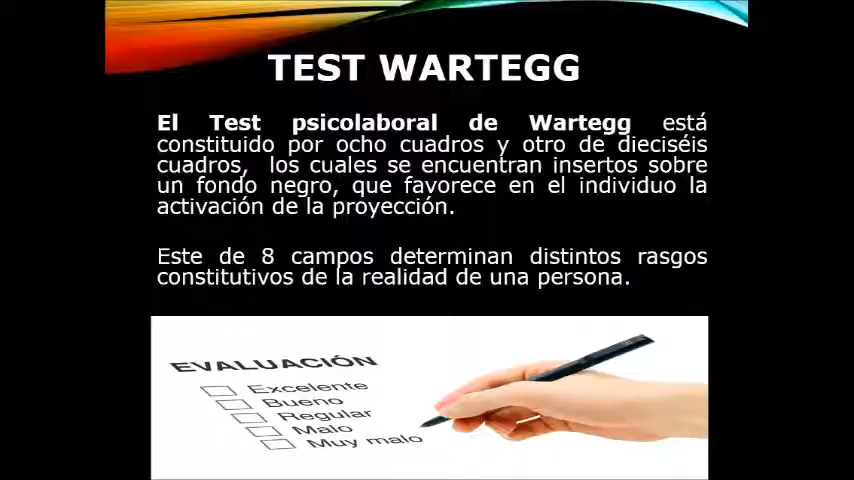 TEST WARTEGG
El Test psicolaboral de Wartegg está
constituido por ocho cuadros y otro de dieciséis
cuadros, los cuales se encuentran insertos sobre
un fondo negro, que favorece en el individuo la
activación de la proyección.
Este de 8 campos determinan distintos rasgos
constitutivos de la realidad de una persona.
EVALUACIÓN
Excelente
Bueno
Regular
Malo
Muy malo